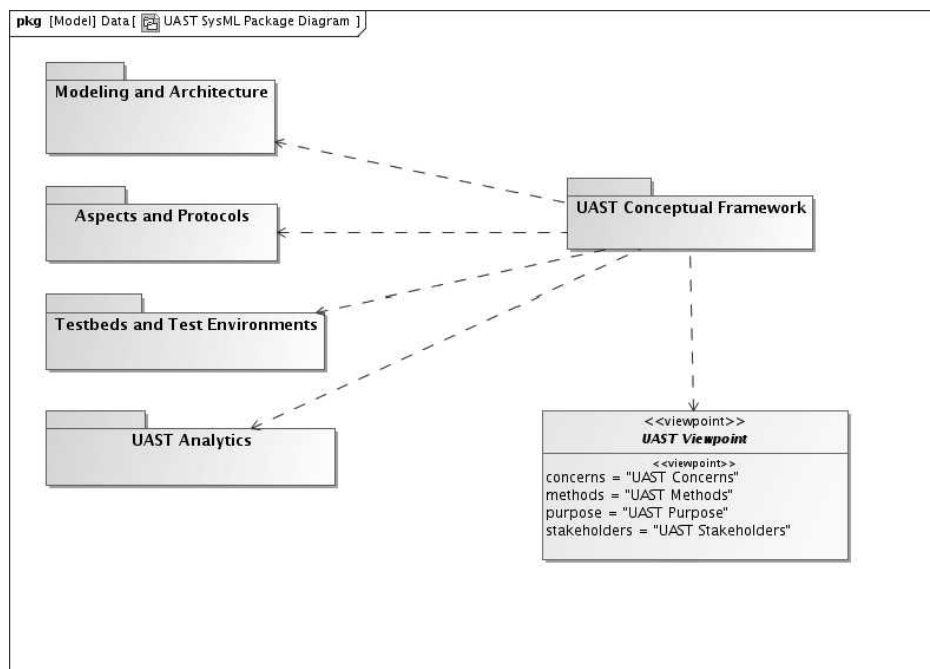 pkg [Model] Data[ UAST SysML Package Diagram ]
Modeling and Architecture
Aspects and Protocols
UAST Conceptual Framework
Testbeds and Test Environments
UAST Analytics
<<viewpoint>>
UAST Viewpoint
<<viewpoint>>
concerns = "UAST Concerns"
methods = "UAST Methods"
purpose = "UAST Purpose"
stakeholders = "UAST Stakeholders"